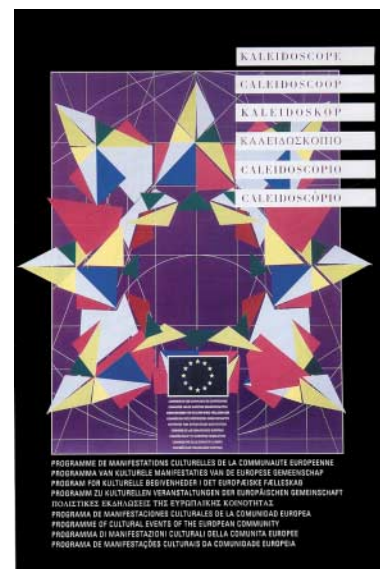 KALEIDOSCOPE
CALEIDOSCOOP
KALEIDOSKOP
ΚΑΛΕΙΔΟΣΚΟΠΙΟ
CALEIDOSCOPIO
CALEIDOSCÓPIO
PROGRAMME DE MANIFESTATIONS CULTURELLES DE LA COMMUNAUTE EUROPEENNE
PROGRAMMA VAN KULTURELE MANIFESTATIES VAN DE EUROPESE GEMEENSCHAP
PROGRAM FOR KULTURELLE BEGIVENHEDER I DET EUROPÆISKE FÆLLESKAB
PROGRAMM ZU KULTURELLEN VERANSTALTUNGEN DER EUROPÄISCHEN GEMEINSCHAFT
ΠΟΛΙΣΤΙΚΕΣ ΕΚΔΗΛΩΣΕΙΣ ΤΗΣ ΕΥΡΩΠΑΪΚΗΣ ΚΟΙΝΟΤΗΤΑΣ
PROGRAMA DE MANIFESTACIONES CULTURALES DE LA COMUNIDAD EUROPEA
PROGRAMME OF CULTURAL EVENTS OF THE EUROPEAN COMMUNITY
PROGRAMMA DI MANIFESTAZIONI CULTURALI DELLA COMUNITA EUROPEE
PROGRAMA DE MANIFESTAÇÕES CULTURAIS DA COMUNIDADE EUROPEIA